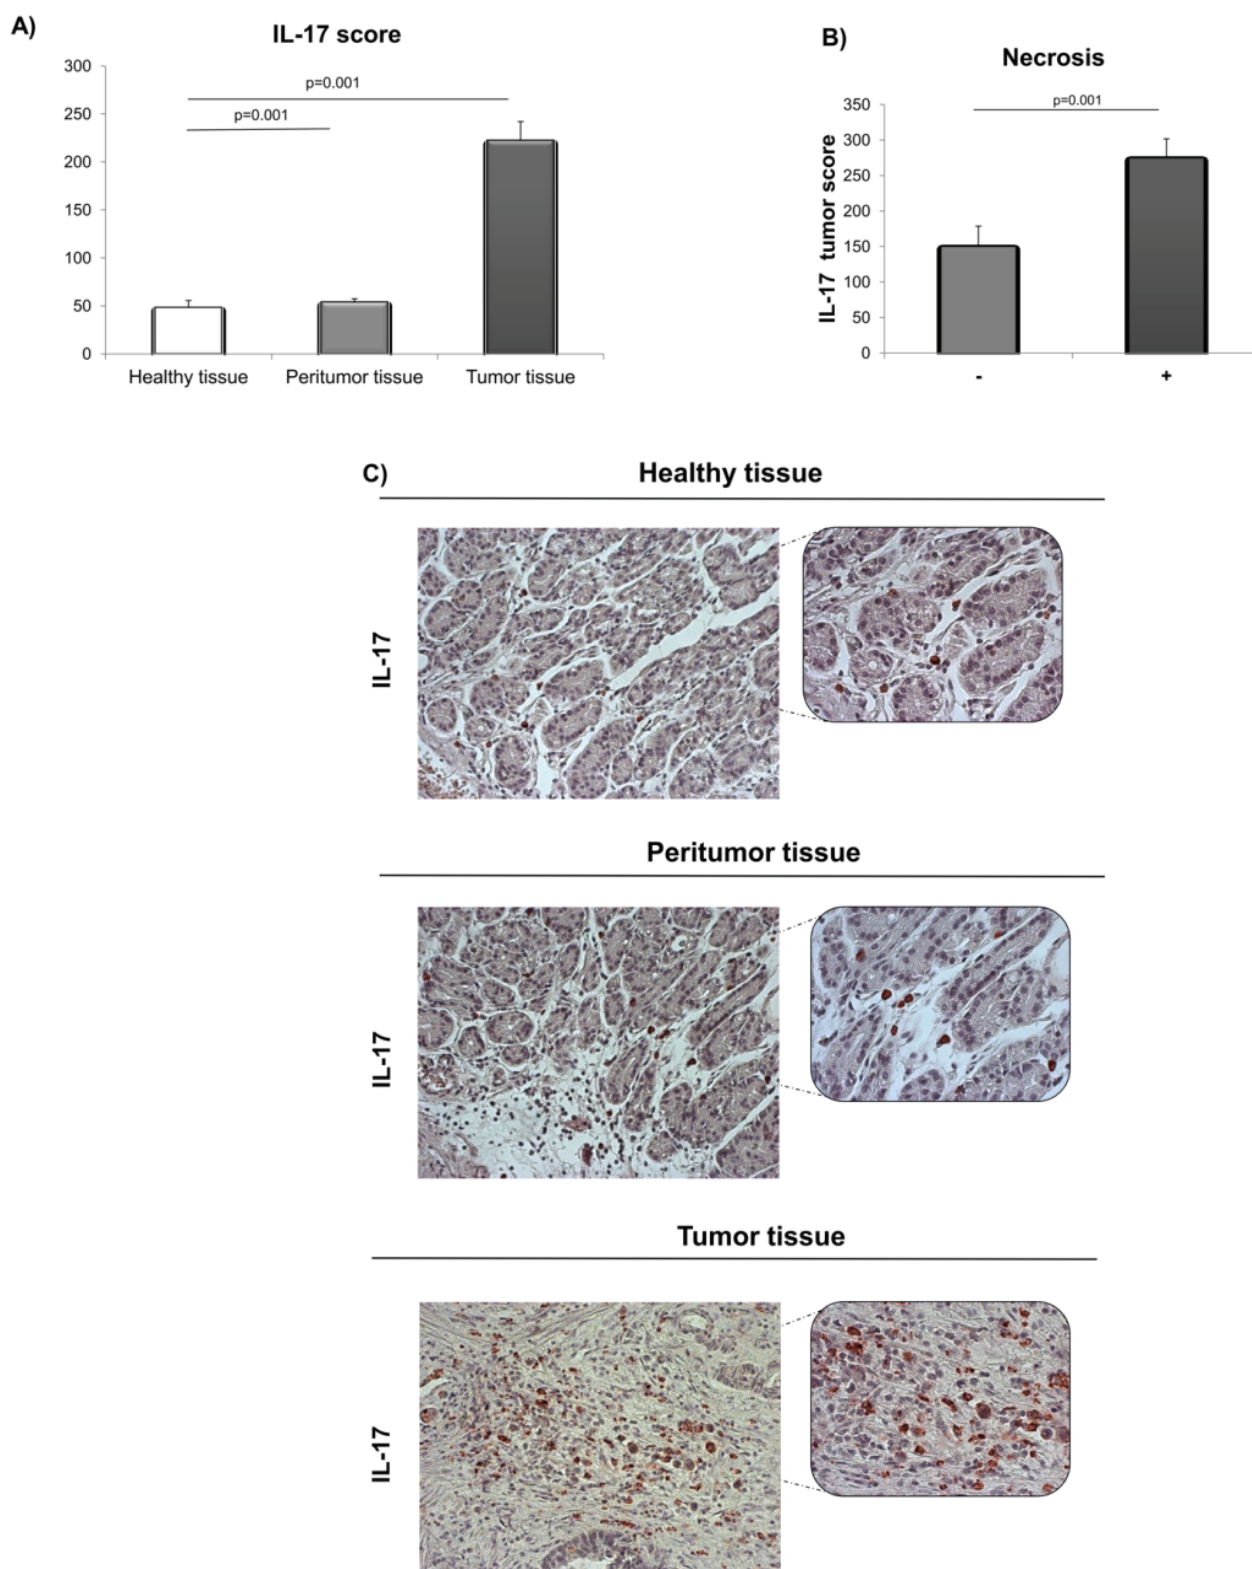 A)
IL-17 score
300
250
200
150
100
50
0
p=0.001
p=0.001
Healthy tissue
Peritumor tissue
Tumor tissue
B)
Necrosis
IL-17 tumor score
350
300
250
200
150
100
50
0
p=0.001
-
+
C)
Healthy tissue
IL-17
Peritumor tissue
IL-17
Tumor tissue
IL-17